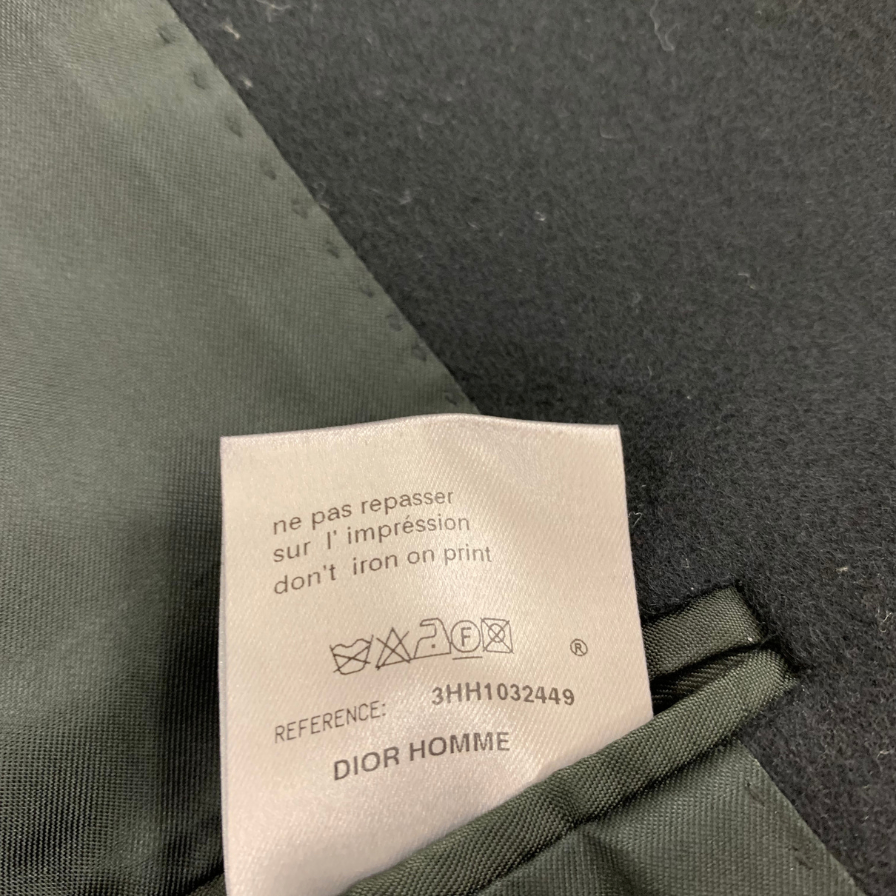 ne pas repasser
sur l' impréssion
don't iron on print
F
®
REFERENCE: 3HH1032449
DIOR HOMME